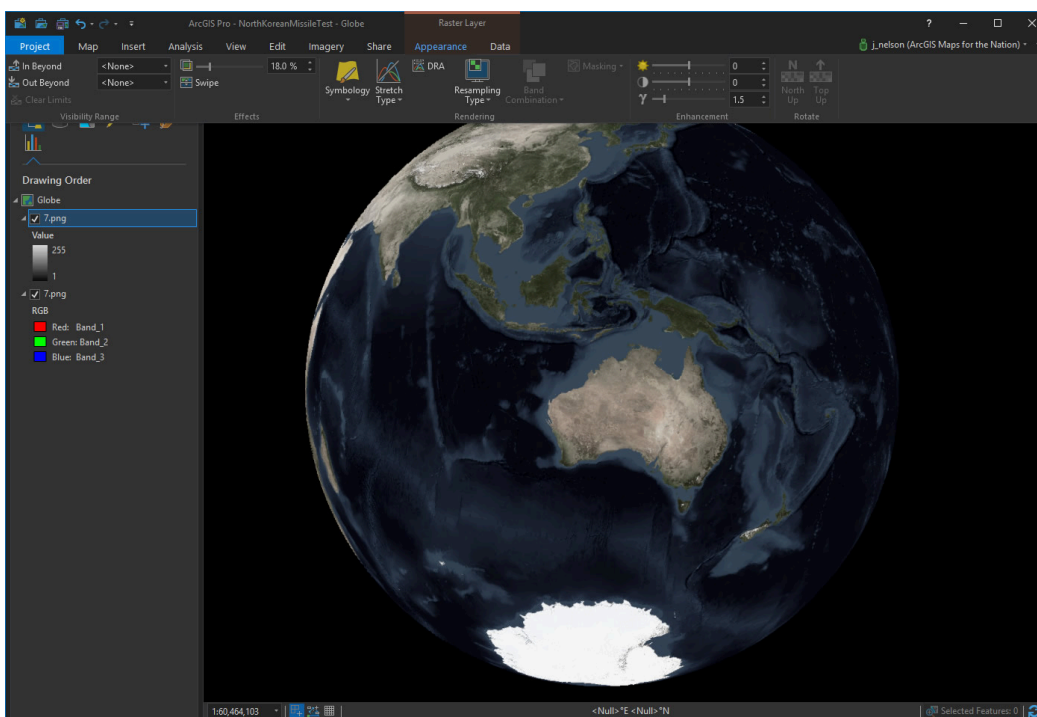 ArcGIS Pro - NorthKoreanMissileTest - Globe
Raster Layer
?
Project Map Insert Analysis View Edit Imagery Share Appearance Data
j_nelson (ArcGIS Maps for the Nation)
In Beyond <None>
Out Beyond <None>
Clear Limits
Visibility Range
18.0 %
Swipe
Effects
Symbology
Stretch Type
DRA
Resampling Type
Band Combination
Masking
Rendering
0
0
γ 1.5
Enhancement
N
North Up
Top Up
Rotate
Drawing Order
Globe
7.png
Value
255
1
7.png
RGB
Red: Band_1
Green: Band_2
Blue: Band_3
1:60,464,103
<Null>°E <Null>°N
Selected Features: 0